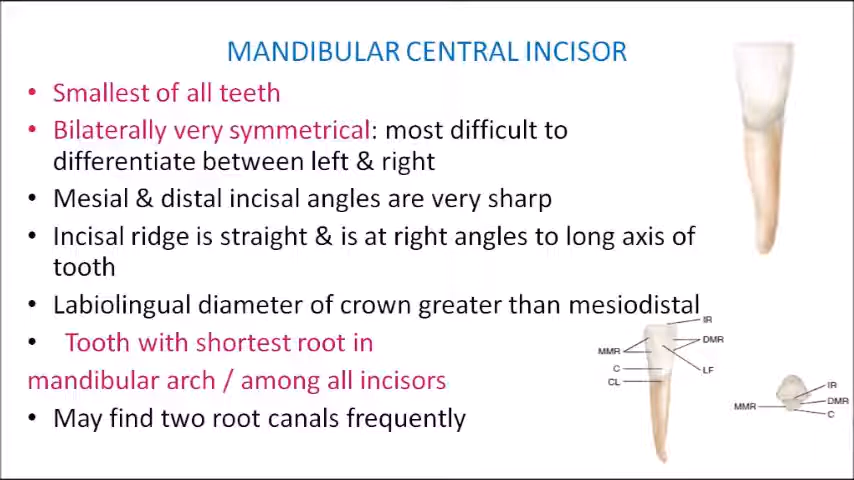 MANDIBULAR CENTRAL INCISOR
• Smallest of all teeth
• Bilaterally very symmetrical: most difficult to
differentiate between left & right
• Mesial & distal incisal angles are very sharp
• Incisal ridge is straight & is at right angles to long axis of
tooth
• Labiolingual diameter of crown greater than mesiodistal
• Tooth with shortest root in
mandibular arch / among all incisors
• May find two root canals frequently
IR
DMR
MMR
LF
C
CL
IR
DMR
MMR
C